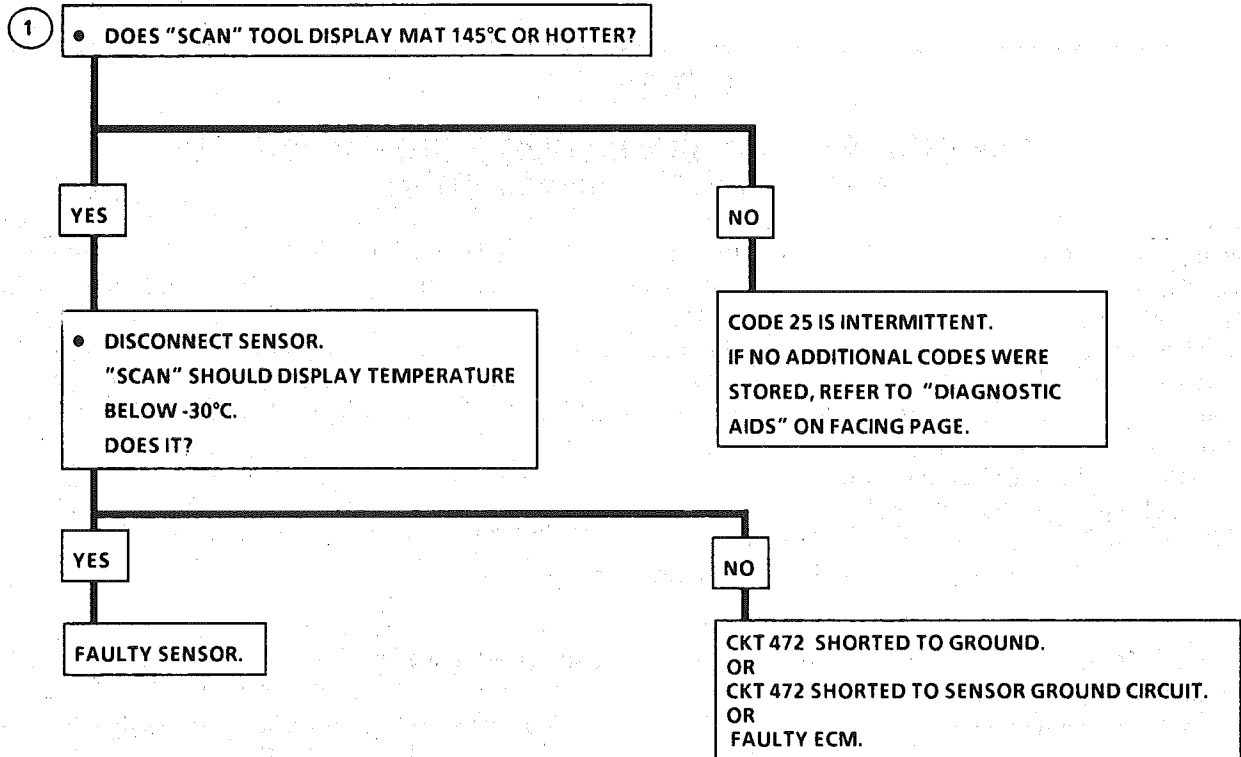 1
● DOES "SCAN" TOOL DISPLAY MAT 145°C OR HOTTER?
YES
NO
● DISCONNECT SENSOR.
"SCAN" SHOULD DISPLAY TEMPERATURE
BELOW -30°C.
DOES IT?
CODE 25 IS INTERMITTENT.
IF NO ADDITIONAL CODES WERE
STORED, REFER TO "DIAGNOSTIC
AIDS" ON FACING PAGE.
YES
NO
FAULTY SENSOR.
CKT 472 SHORTED TO GROUND.
OR
CKT 472 SHORTED TO SENSOR GROUND CIRCUIT.
OR
FAULTY ECM.